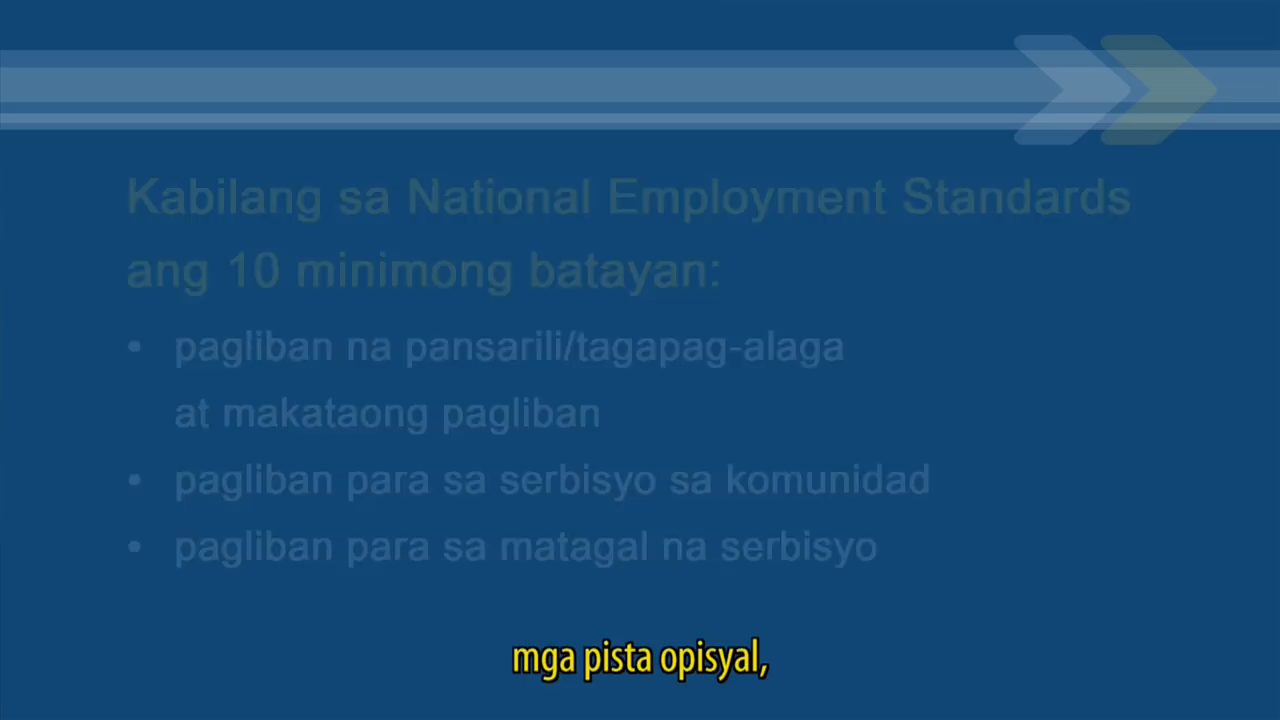 Kabilang sa National Employment Standards
ang 10 minimong batayan:
• pagliban na pansarili/tagapag-alaga
at makataong pagliban
• pagliban para sa serbisyo sa komunidad
• pagliban para sa matagal na serbisyo
mga pista opisyal,